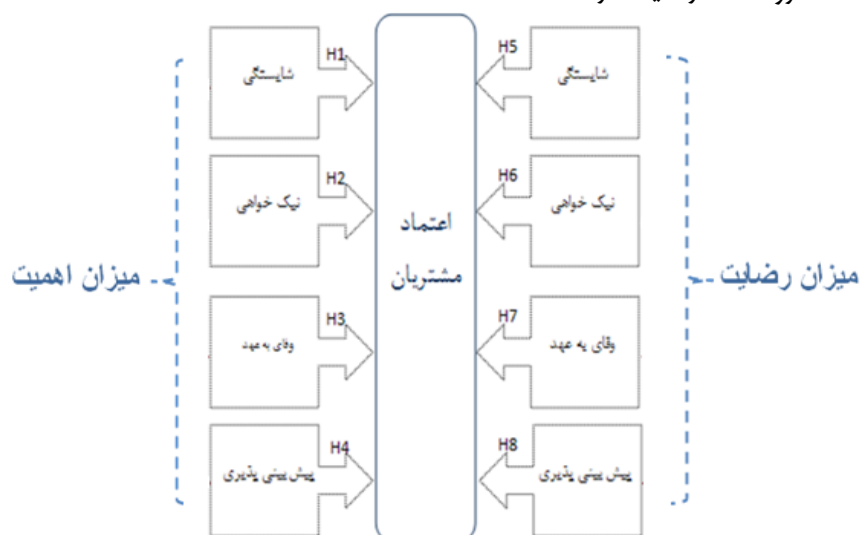 H5 H1
شایستگی شایستگی
H6 H2
نیک خواهی نیک خواهی
اعتماد
مشتریان
میزان رضایت میزان اهمیت
H7 H3
وفای یه عهد وفای به عهد
H8 H4
پیش بینی پذیری پیش بینی پذیری